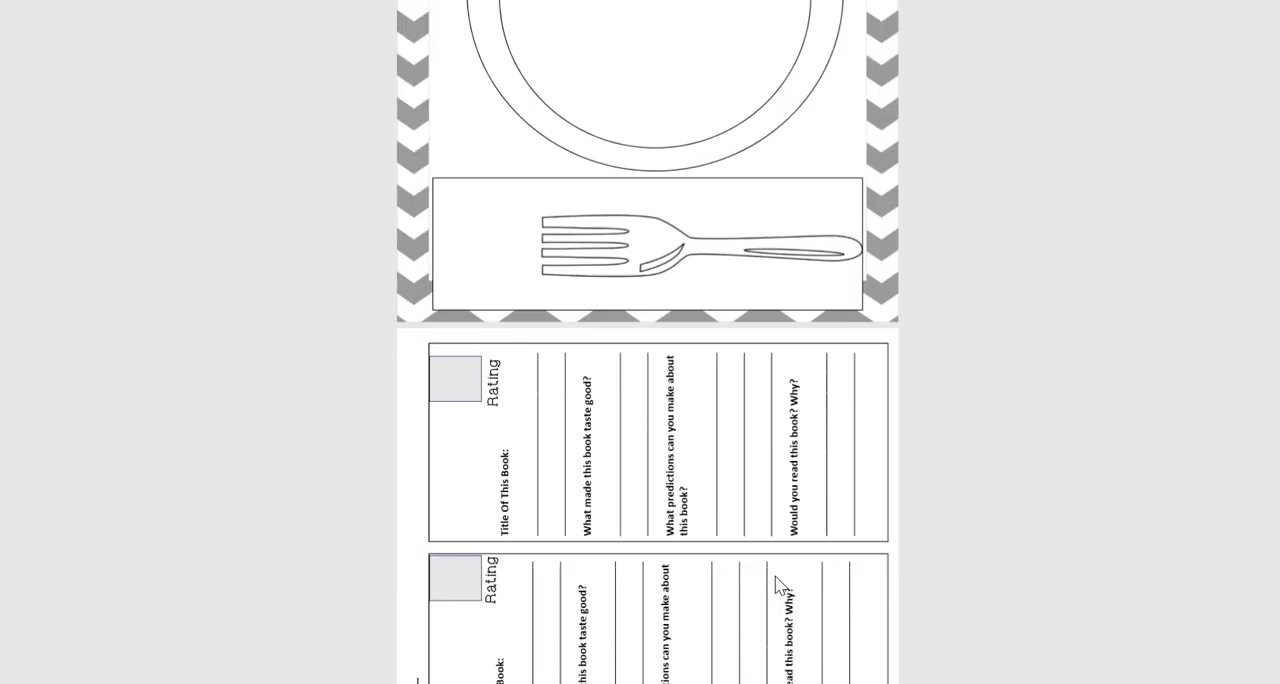 Rating
Title Of This Book:
What made this book taste good?
What predictions can you make about
this book?
Would you read this book? Why?
Rating
Book:
this book taste good?
ions can you make about
ead this book? Why?